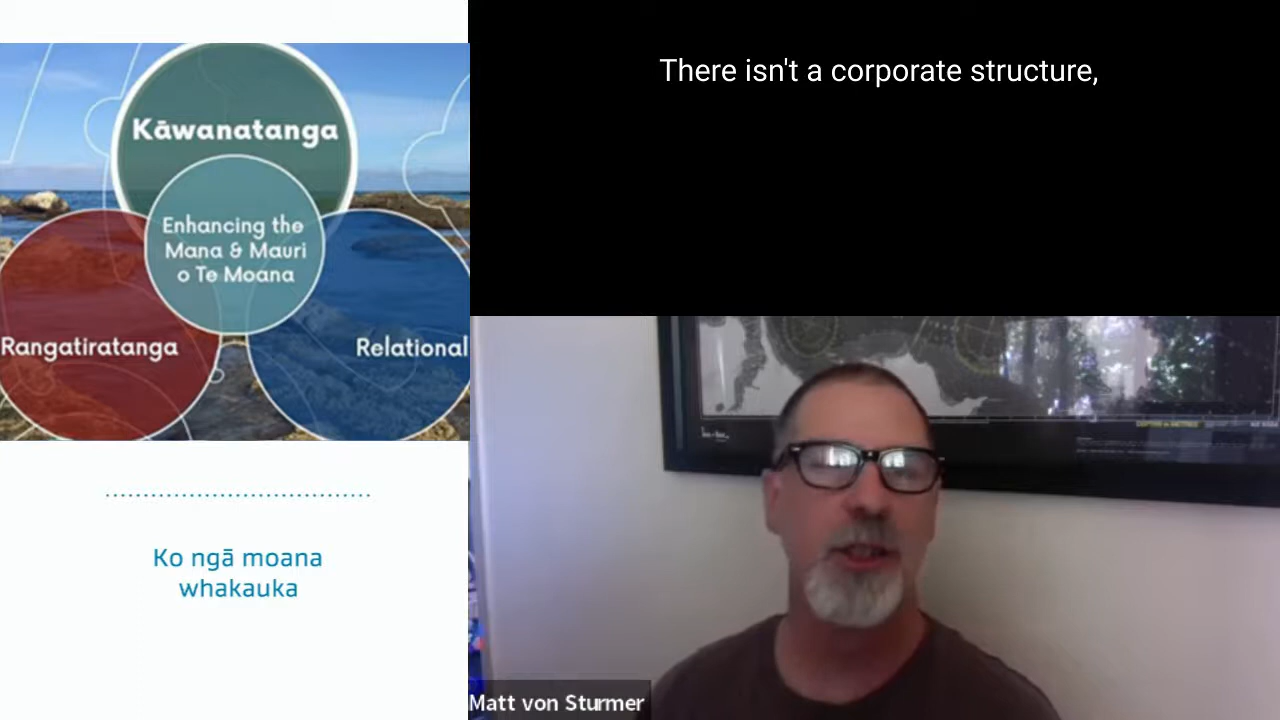 Kāwanatanga
Enhancing the
Mana & Mauri
o Te Moana
Rangatiratanga
Relational
Ko ngā moana
whakauka
There isn't a corporate structure,
Matt von Sturmer